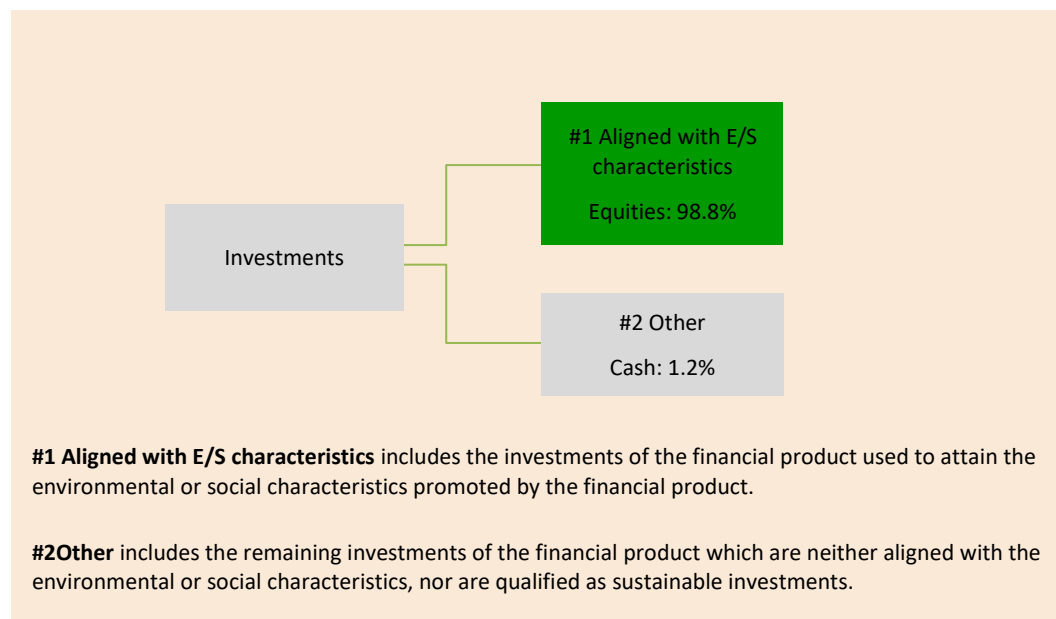 #1 Aligned with E/S
characteristics
Equities: 98.8%
Investments
#2 Other
Cash: 1.2%
#1 Aligned with E/S characteristics includes the investments of the financial product used to attain the
environmental or social characteristics promoted by the financial product.
#2Other includes the remaining investments of the financial product which are neither aligned with the
environmental or social characteristics, nor are qualified as sustainable investments.